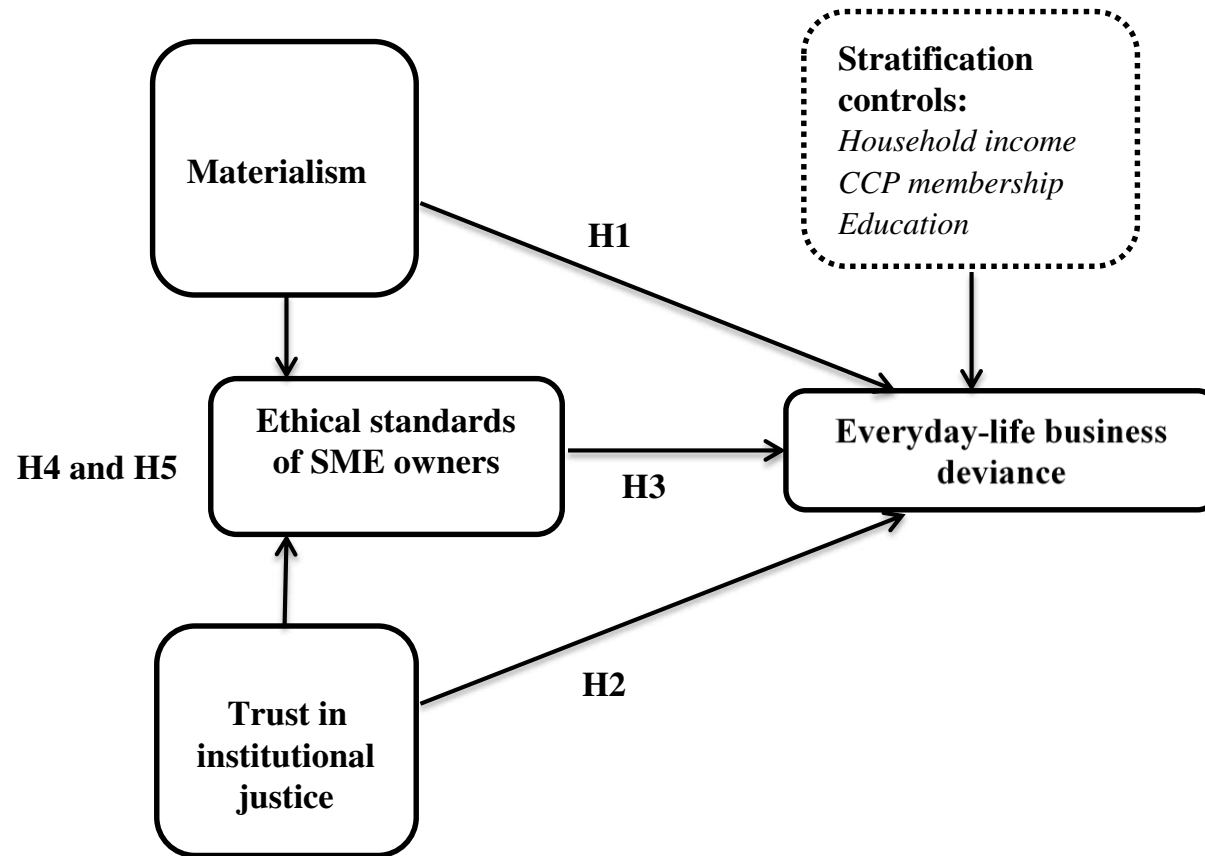 Stratification
controls:
Household income
CCP membership
Education
Materialism
H1
Ethical standards
of SME owners
Everyday-life business
deviance
H4 and H5
H3
H2
Trust in
institutional
justice